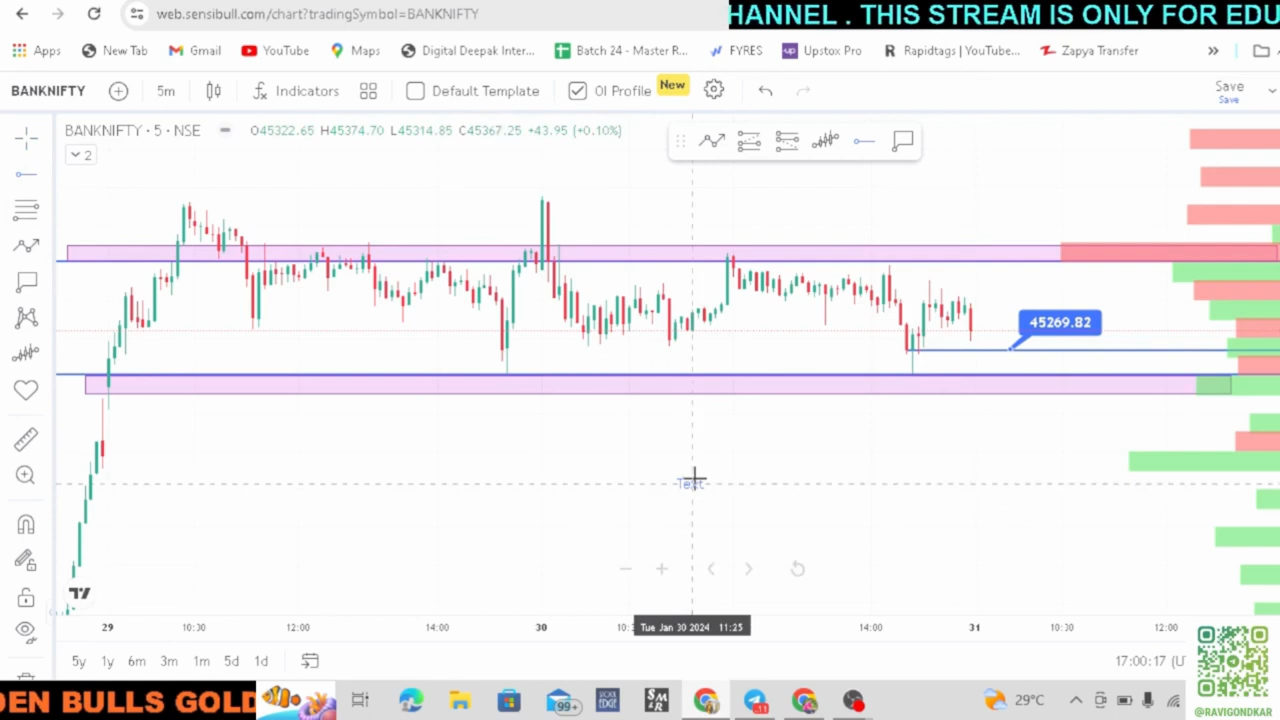 web.sensibull.com/chart?tradingSymbol=BANKNIFTY
HANNEL . THIS STREAM IS ONLY FOR EDU
Apps
New Tab
Gmail
YouTube
Maps
Digital Deepak Inter...
Batch 24 - Master R...
FYRES
Upstox Pro
Rapidtags | YouTube...
Zapya Transfer
BANKNIFTY
5m
Indicators
Default Template
OI Profile
New
Save
Save
BANKNIFTY · 5 · NSE
O45322.65 H45374.70 L45314.85 C45367.25 +43.95 (+0.10%)
2
45269.82
Text
29
10:30
12:00
14:00
30
Tue Jan 30 2024 11:25
14:00
31
10:30
12:00
5y 1y 6m 3m 1m 5d 1d
17:00:17 (U
DEN BULLS GOLD
99+
29°C
@RAVIGONDKAR